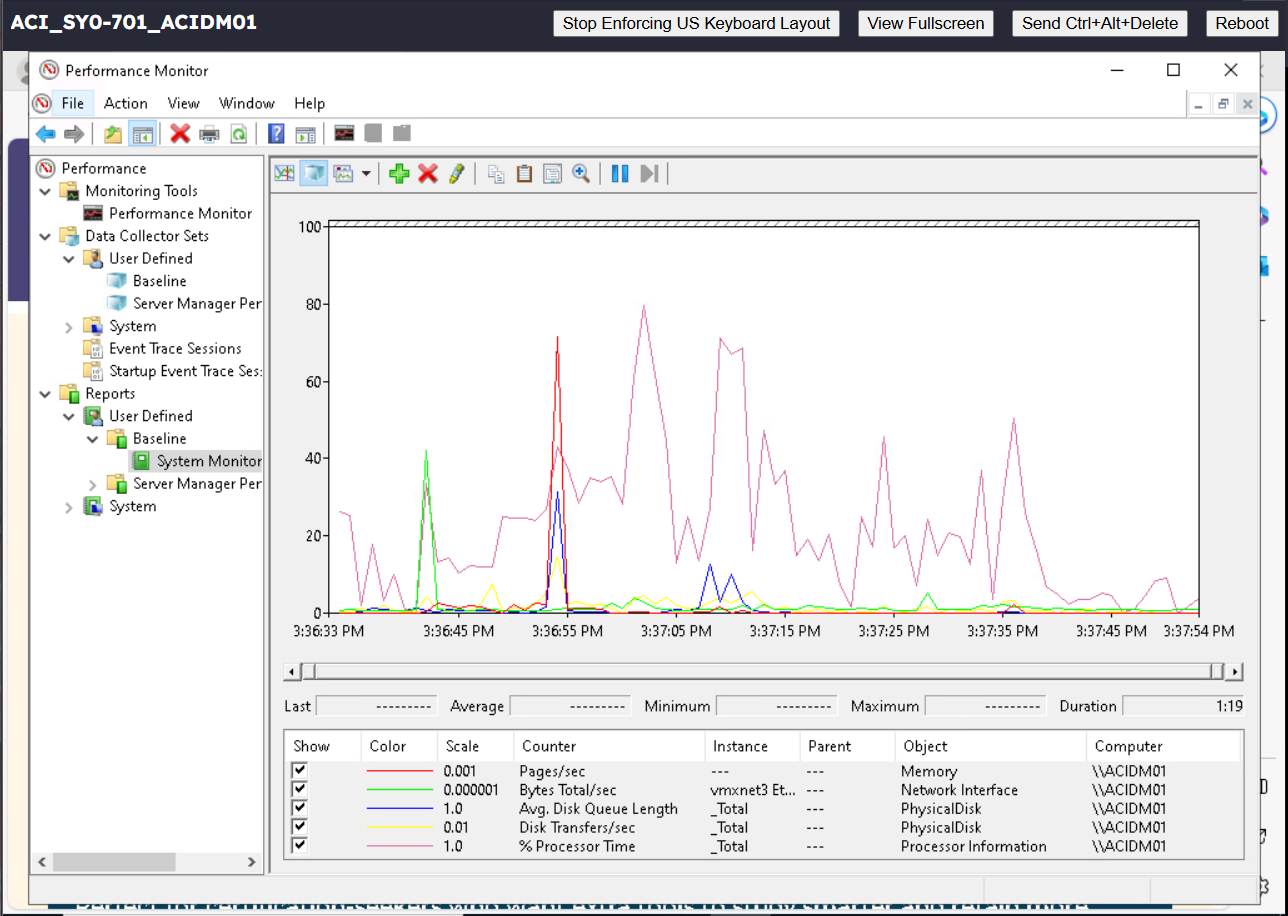 ACI_SY0-701_ACIDM01
Stop Enforcing US Keyboard Layout
View Fullscreen
Send Ctrl+Alt+Delete
Reboot
Performance Monitor
File Action View Window Help
Performance
Monitoring Tools
Performance Monitor
Data Collector Sets
User Defined
Baseline
Server Manager Per
System
Event Trace Sessions
Startup Event Trace Ses:
Reports
User Defined
Baseline
System Monitor
Server Manager Per
System
100
80
60
40
20
0
3:36:33 PM 3:36:45 PM 3:36:55 PM 3:37:05 PM 3:37:15 PM 3:37:25 PM 3:37:35 PM 3:37:45 PM 3:37:54 PM
Last --------- Average --------- Minimum --------- Maximum --------- Duration 1:19
Show Color Scale Counter Instance Parent Object Computer
0.001 Pages/sec --- --- Memory \\ACIDM01
0.000001 Bytes Total/sec vmxnet3 Et... --- Network Interface \\ACIDM01
1.0 Avg. Disk Queue Length _Total --- PhysicalDisk \\ACIDM01
0.01 Disk Transfers/sec _Total --- PhysicalDisk \\ACIDM01
1.0 % Processor Time _Total --- Processor Information \\ACIDM01